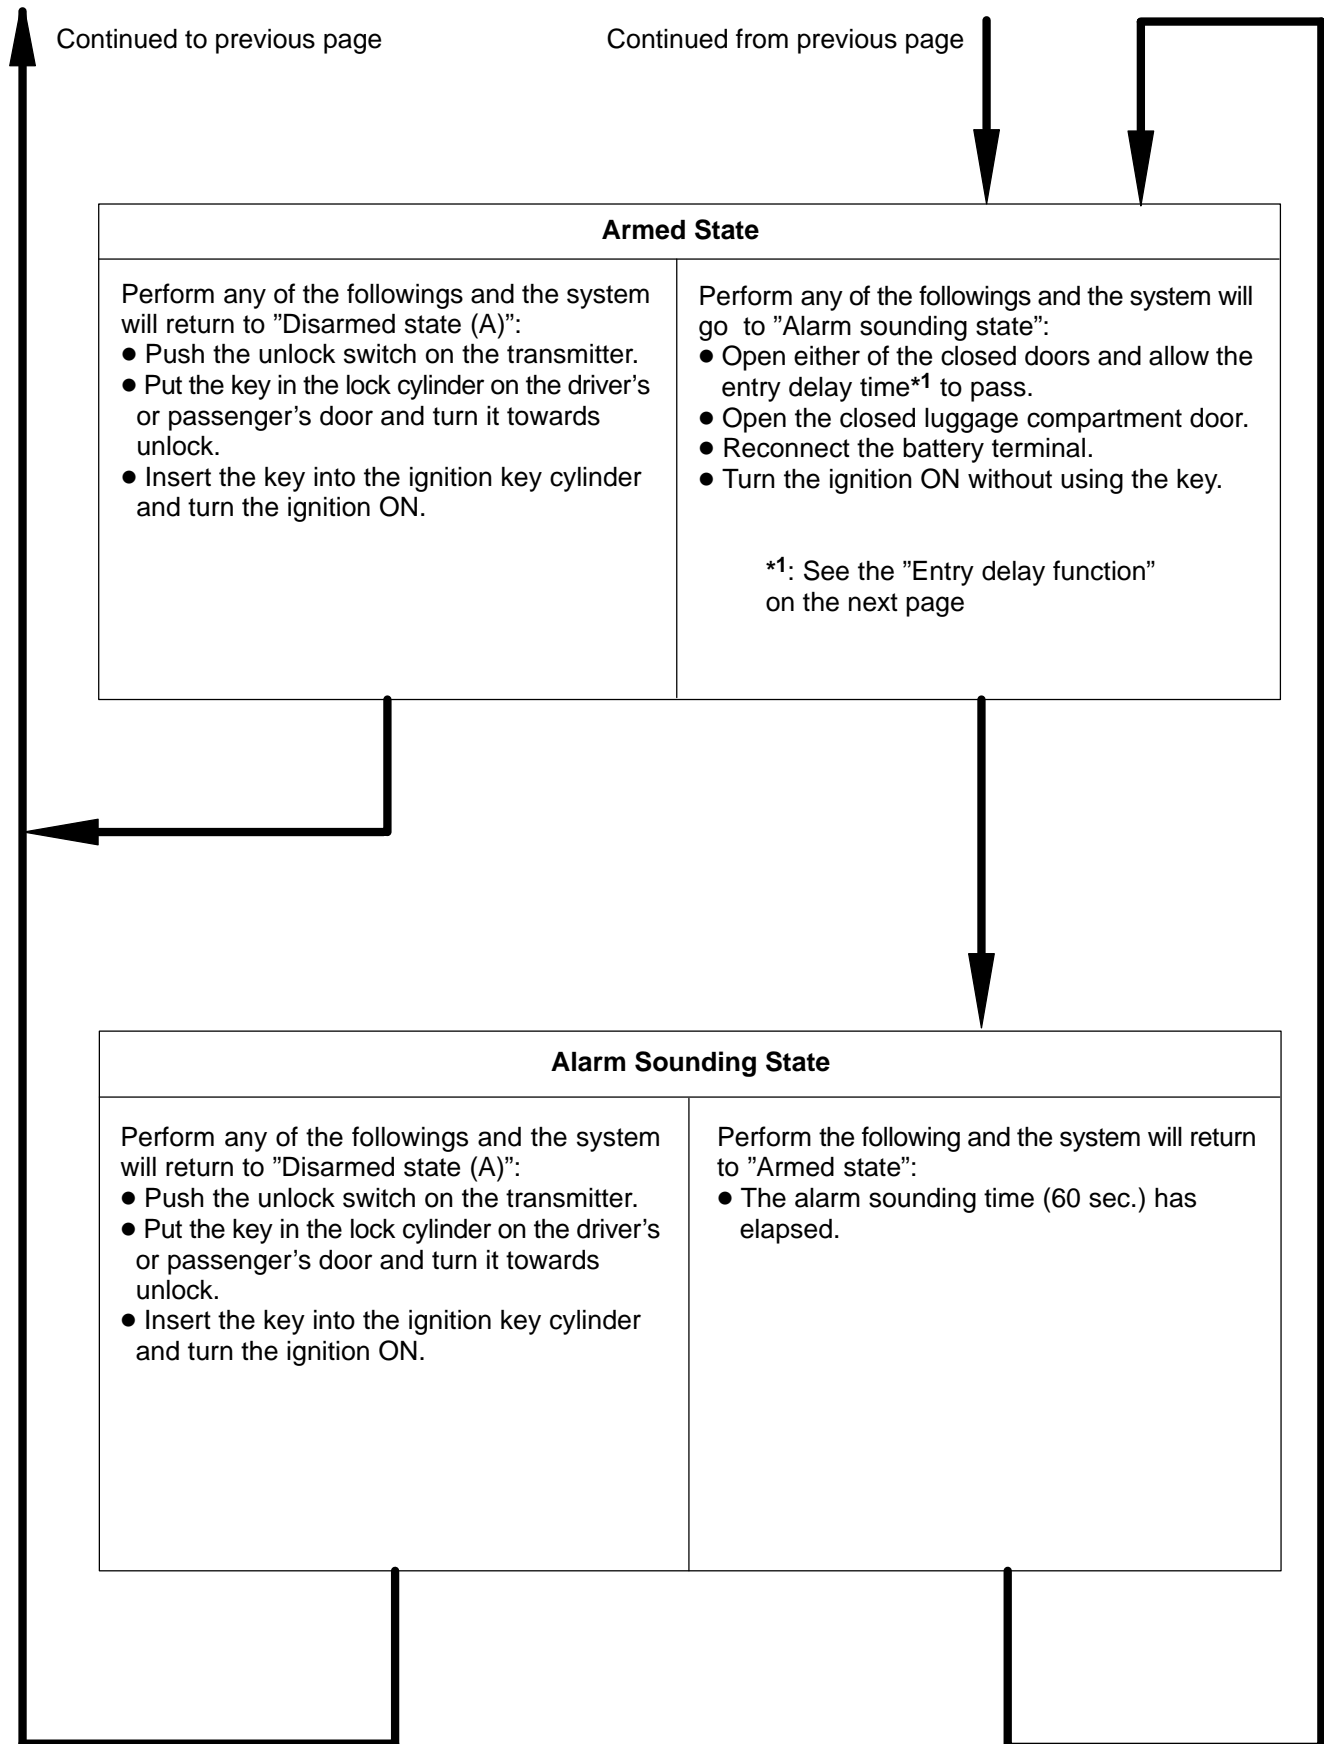 Continued to previous page
Continued from previous page
Armed State
Perform any of the followings and the system
will return to ”Disarmed state (A)”:
● Push the unlock switch on the transmitter.
● Put the key in the lock cylinder on the driver’s
or passenger’s door and turn it towards
unlock.
● Insert the key into the ignition key cylinder
and turn the ignition ON.
Perform any of the followings and the system will
go to ”Alarm sounding state”:
● Open either of the closed doors and allow the
entry delay time*1 to pass.
● Open the closed luggage compartment door.
● Reconnect the battery terminal.
● Turn the ignition ON without using the key.
*1: See the ”Entry delay function”
on the next page
Alarm Sounding State
Perform any of the followings and the system
will return to ”Disarmed state (A)”:
● Push the unlock switch on the transmitter.
● Put the key in the lock cylinder on the driver’s
or passenger’s door and turn it towards
unlock.
● Insert the key into the ignition key cylinder
and turn the ignition ON.
Perform the following and the system will return
to ”Armed state”:
● The alarm sounding time (60 sec.) has
elapsed.